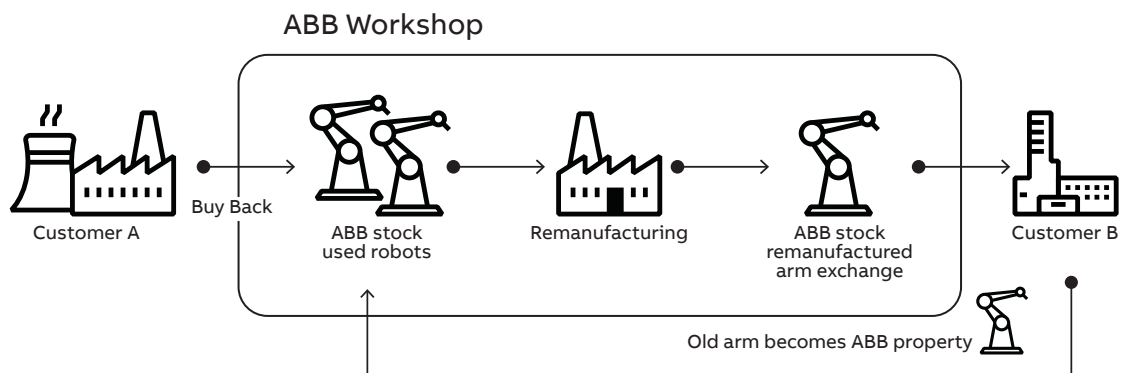 ABB Workshop
Buy Back
Customer A
ABB stock
used robots
Remanufacturing
ABB stock
remanufactured
arm exchange
Customer B
Old arm becomes ABB property